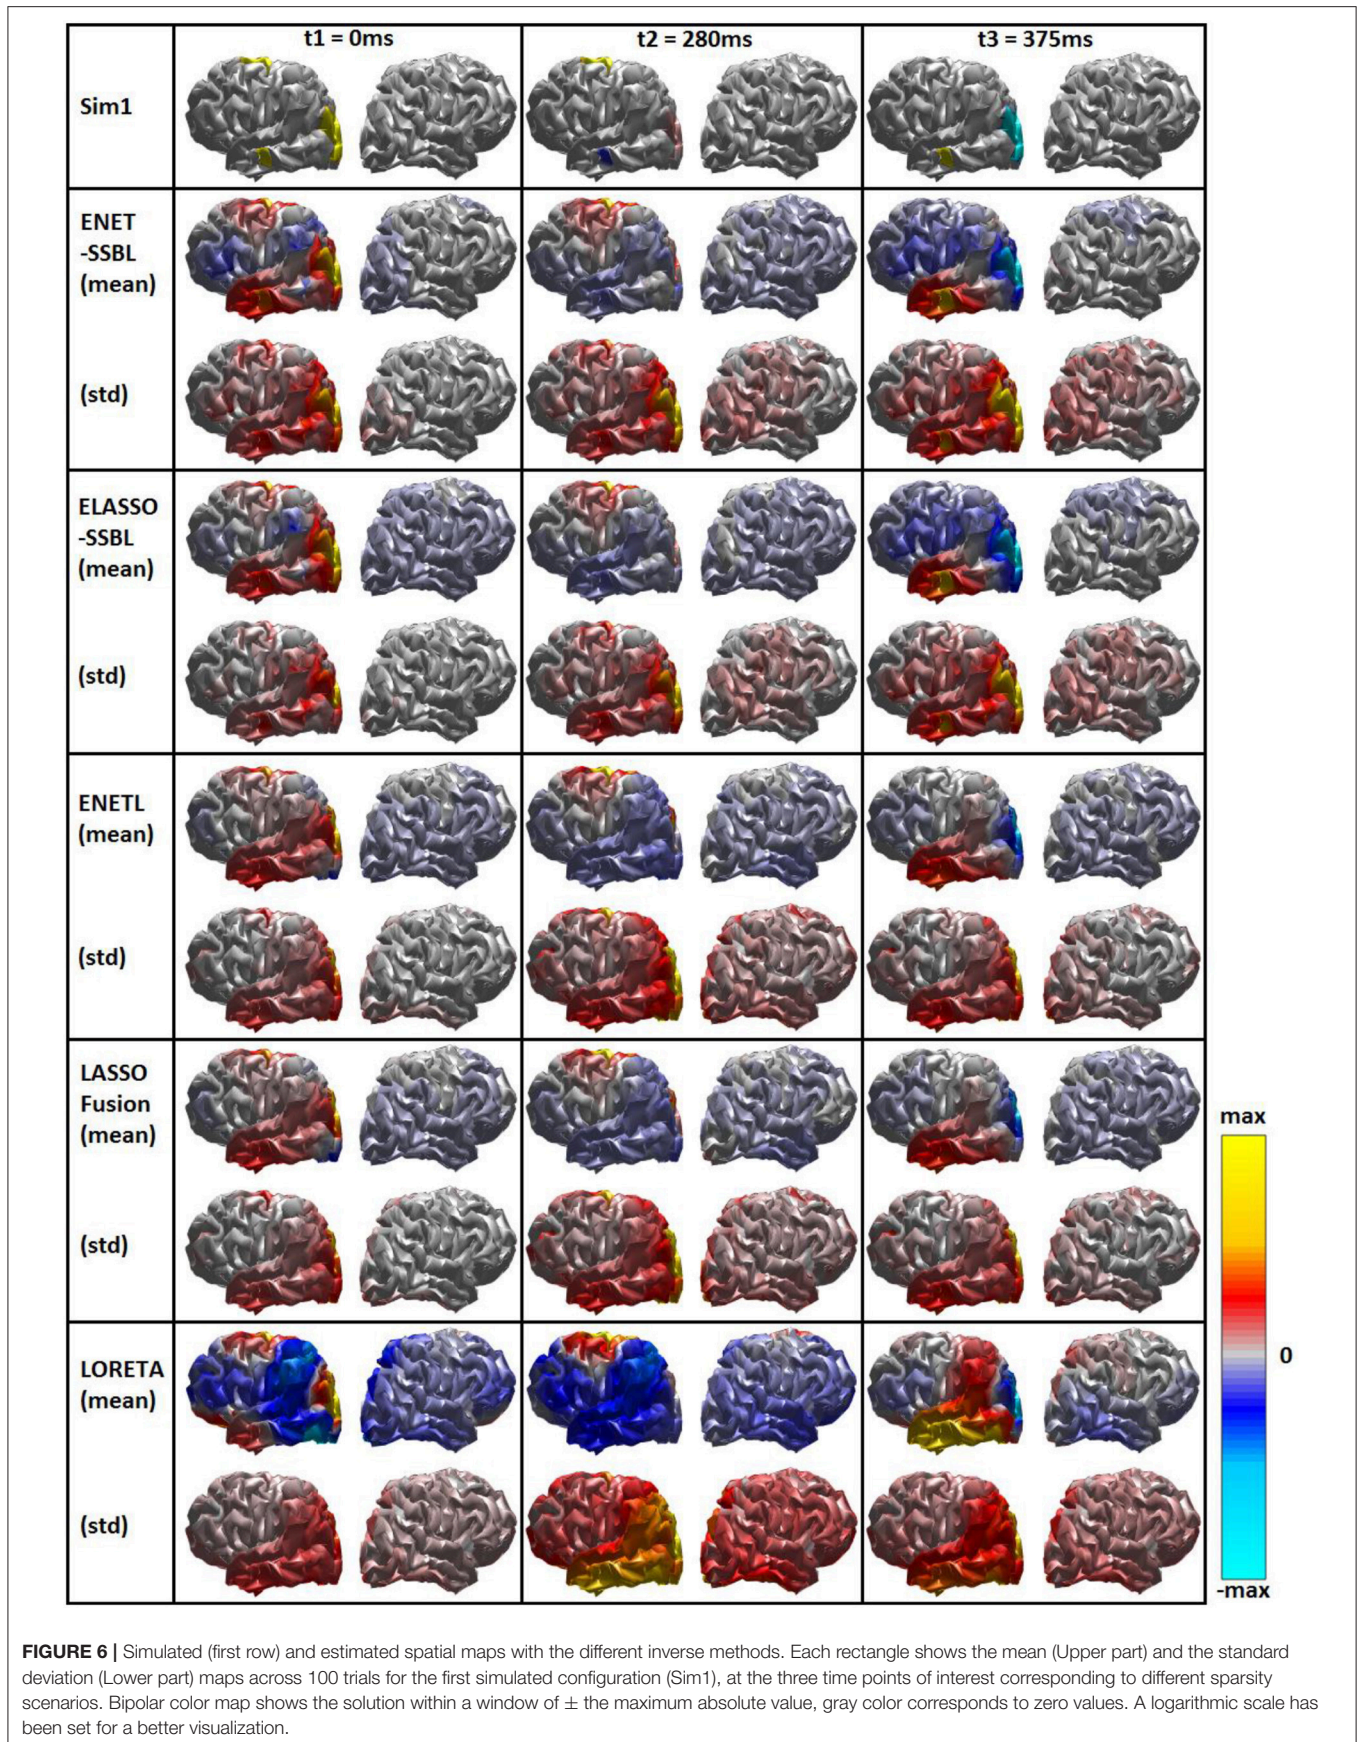 t1 = 0ms
t2 = 280ms
t3 = 375ms
Sim1
ENET
-SSBL
(mean)
(std)
ELASSO
-SSBL
(mean)
(std)
ENETL
(mean)
(std)
LASSO
Fusion
(mean)
(std)
LORETA
(mean)
(std)
max
0
-max
FIGURE 6 | Simulated (first row) and estimated spatial maps with the different inverse methods. Each rectangle shows the mean (Upper part) and the standard
deviation (Lower part) maps across 100 trials for the first simulated configuration (Sim1), at the three time points of interest corresponding to different sparsity
scenarios. Bipolar color map shows the solution within a window of ± the maximum absolute value, gray color corresponds to zero values. A logarithmic scale has
been set for a better visualization.